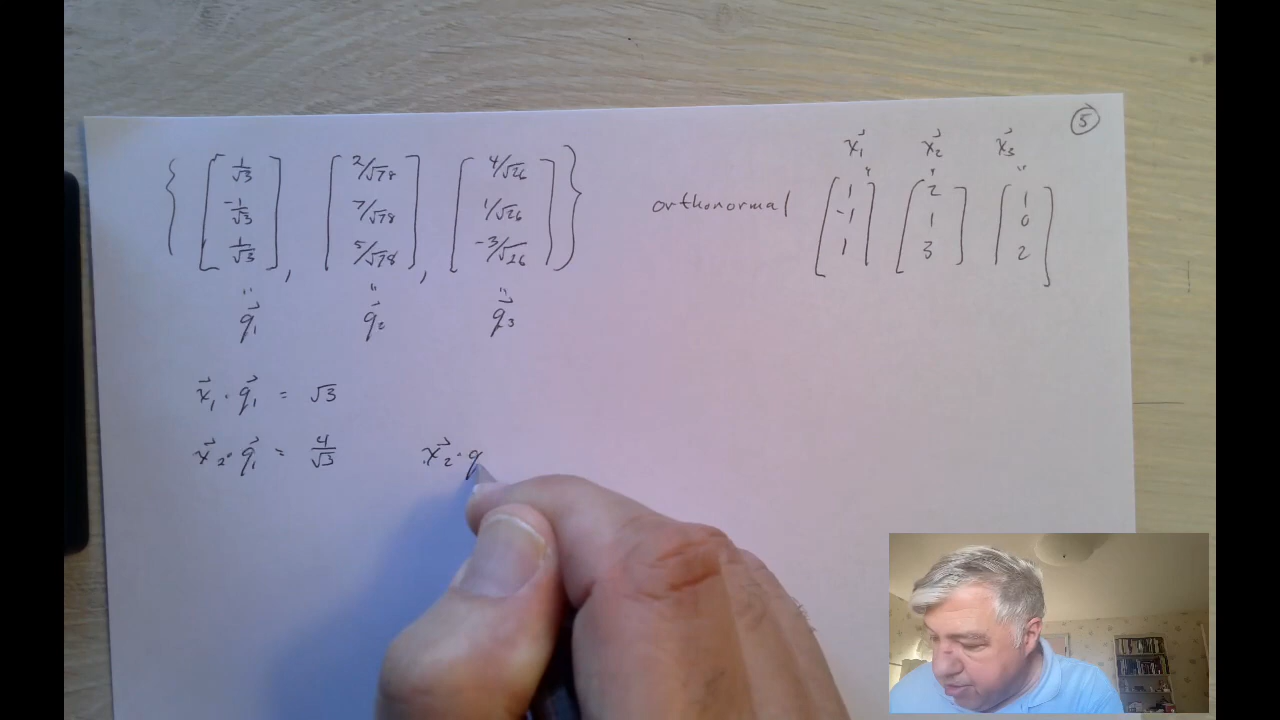 ⑤
{ [1/√3, -1/√3, 1/√3], [2/√78, 7/√78, 5/√78], [4/√26, 1/√26, -3/√26] } orthonormal x⃗₁ = [1, -1, 1] x⃗₂ = [2, 1, 3] x⃗₃ = [1, 0, 2]
q⃗₁ q⃗₂ q⃗₃
x⃗₁ · q⃗₁ = √3
x⃗₂ · q⃗₁ = 4/√3 x⃗₂ · q